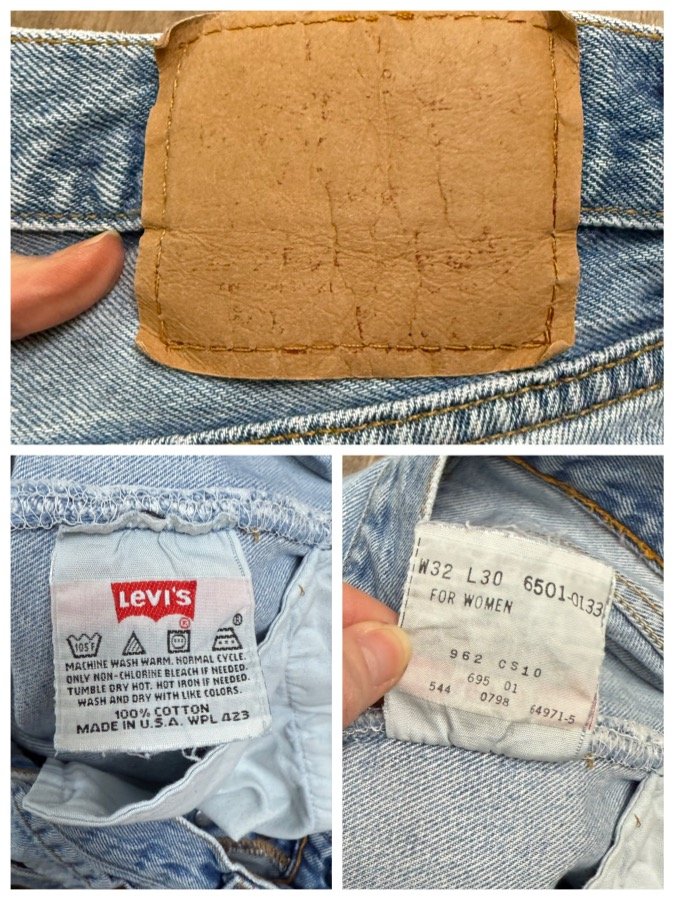 LEVI'S
®
105F
MACHINE WASH WARM. NORMAL CYCLE.
ONLY NON-CHLORINE BLEACH IF NEEDED.
TUMBLE DRY HOT. HOT IRON IF NEEDED.
WASH AND DRY WITH LIKE COLORS.
100% COTTON
MADE IN U.S.A. WPL 423
W32 L30 6501-0133
FOR WOMEN
962 CS10
695 01
544 0798 64971-5